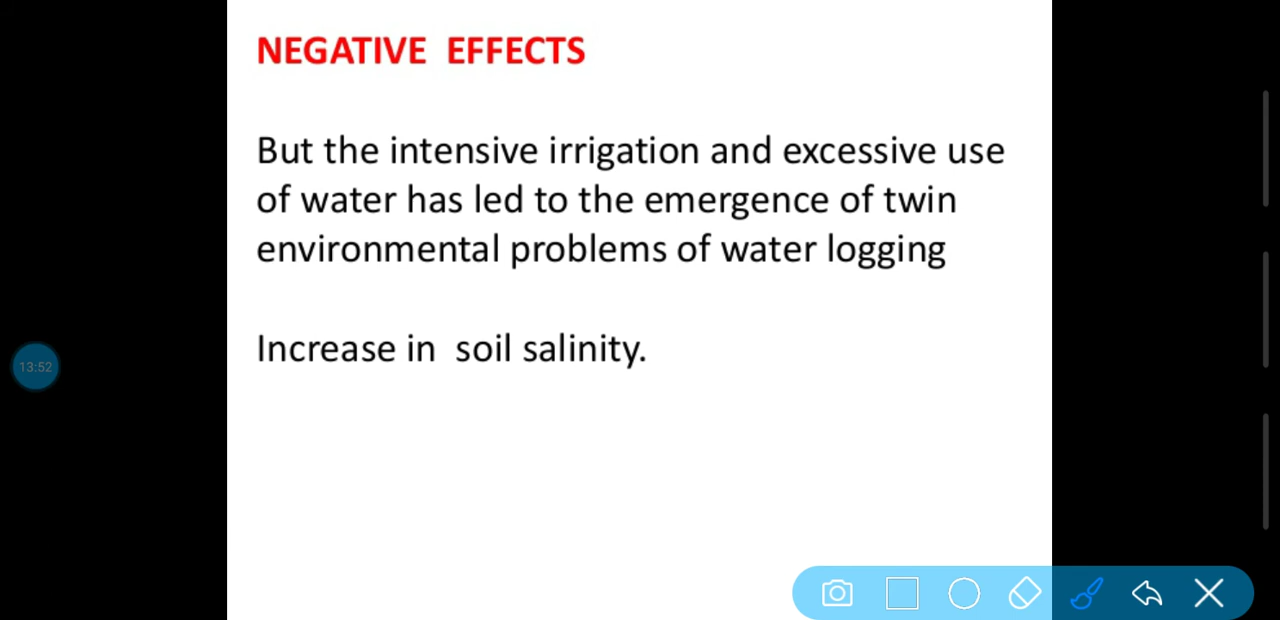 NEGATIVE EFFECTS
But the intensive irrigation and excessive use
of water has led to the emergence of twin
environmental problems of water logging
Increase in soil salinity.
13:52